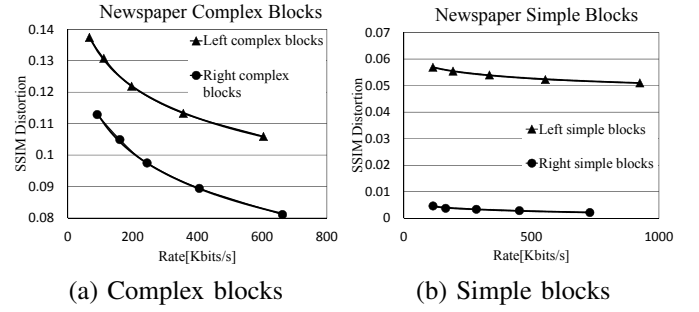 Newspaper Complex Blocks
SSIM Distortion
0.14
0.13
0.12
0.11
0.1
0.09
0.08
Left complex blocks
Right complex
blocks
0
200
400
600
800
Rate[Kbits/s]
(a) Complex blocks
Newspaper Simple Blocks
SSIM Distortion
0.07
0.06
0.05
0.04
0.03
0.02
0.01
0
Left simple blocks
Right simple blocks
0
500
1000
Rate[Kbits/s]
(b) Simple blocks